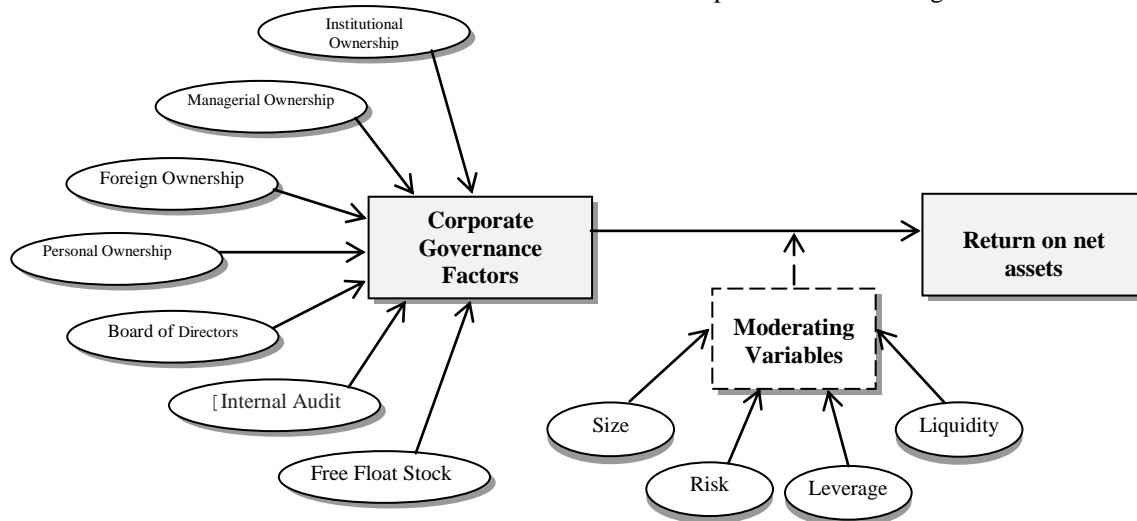 Institutional
Ownership
Managerial Ownership
Foreign Ownership
Personal Ownership
Board of Directors
[Internal Audit
Free Float Stock
Corporate
Governance
Factors
Return on net
assets
Moderating
Variables
Size
Risk
Leverage
Liquidity